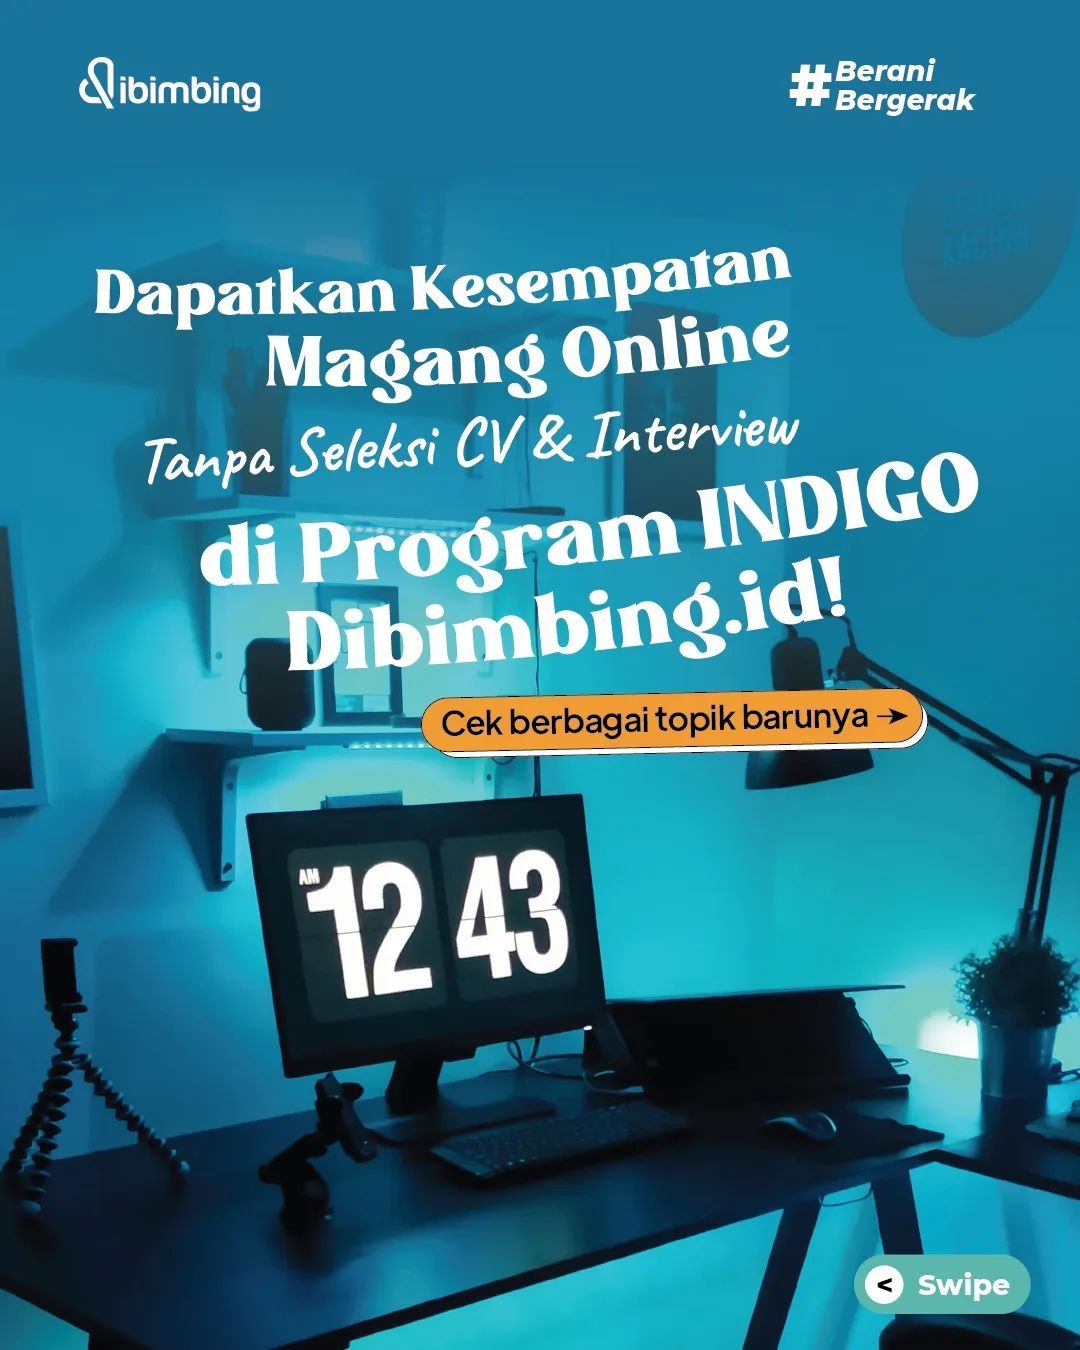 dibimbing
#Berani
Bergerak
Dapatkan Kesempatan
Magang Online
Tanpa Seleksi CV & Interview
di Program INDIGO
Dibimbing.id!
Cek berbagai topik barunya →
AM
12 43
< Swipe